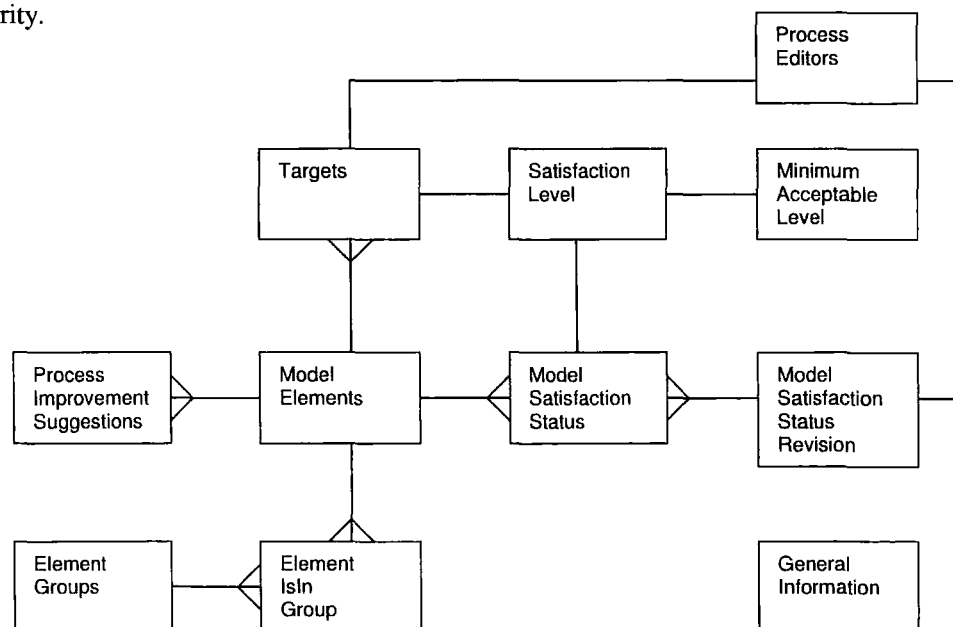 rity.
Process
Editors
Targets
Satisfaction
Level
Minimum
Acceptable
Level
Process
Improvement
Suggestions
Model
Elements
Model
Satisfaction
Status
Model
Satisfaction
Status
Revision
Element
Groups
Element
IsIn
Group
General
Information